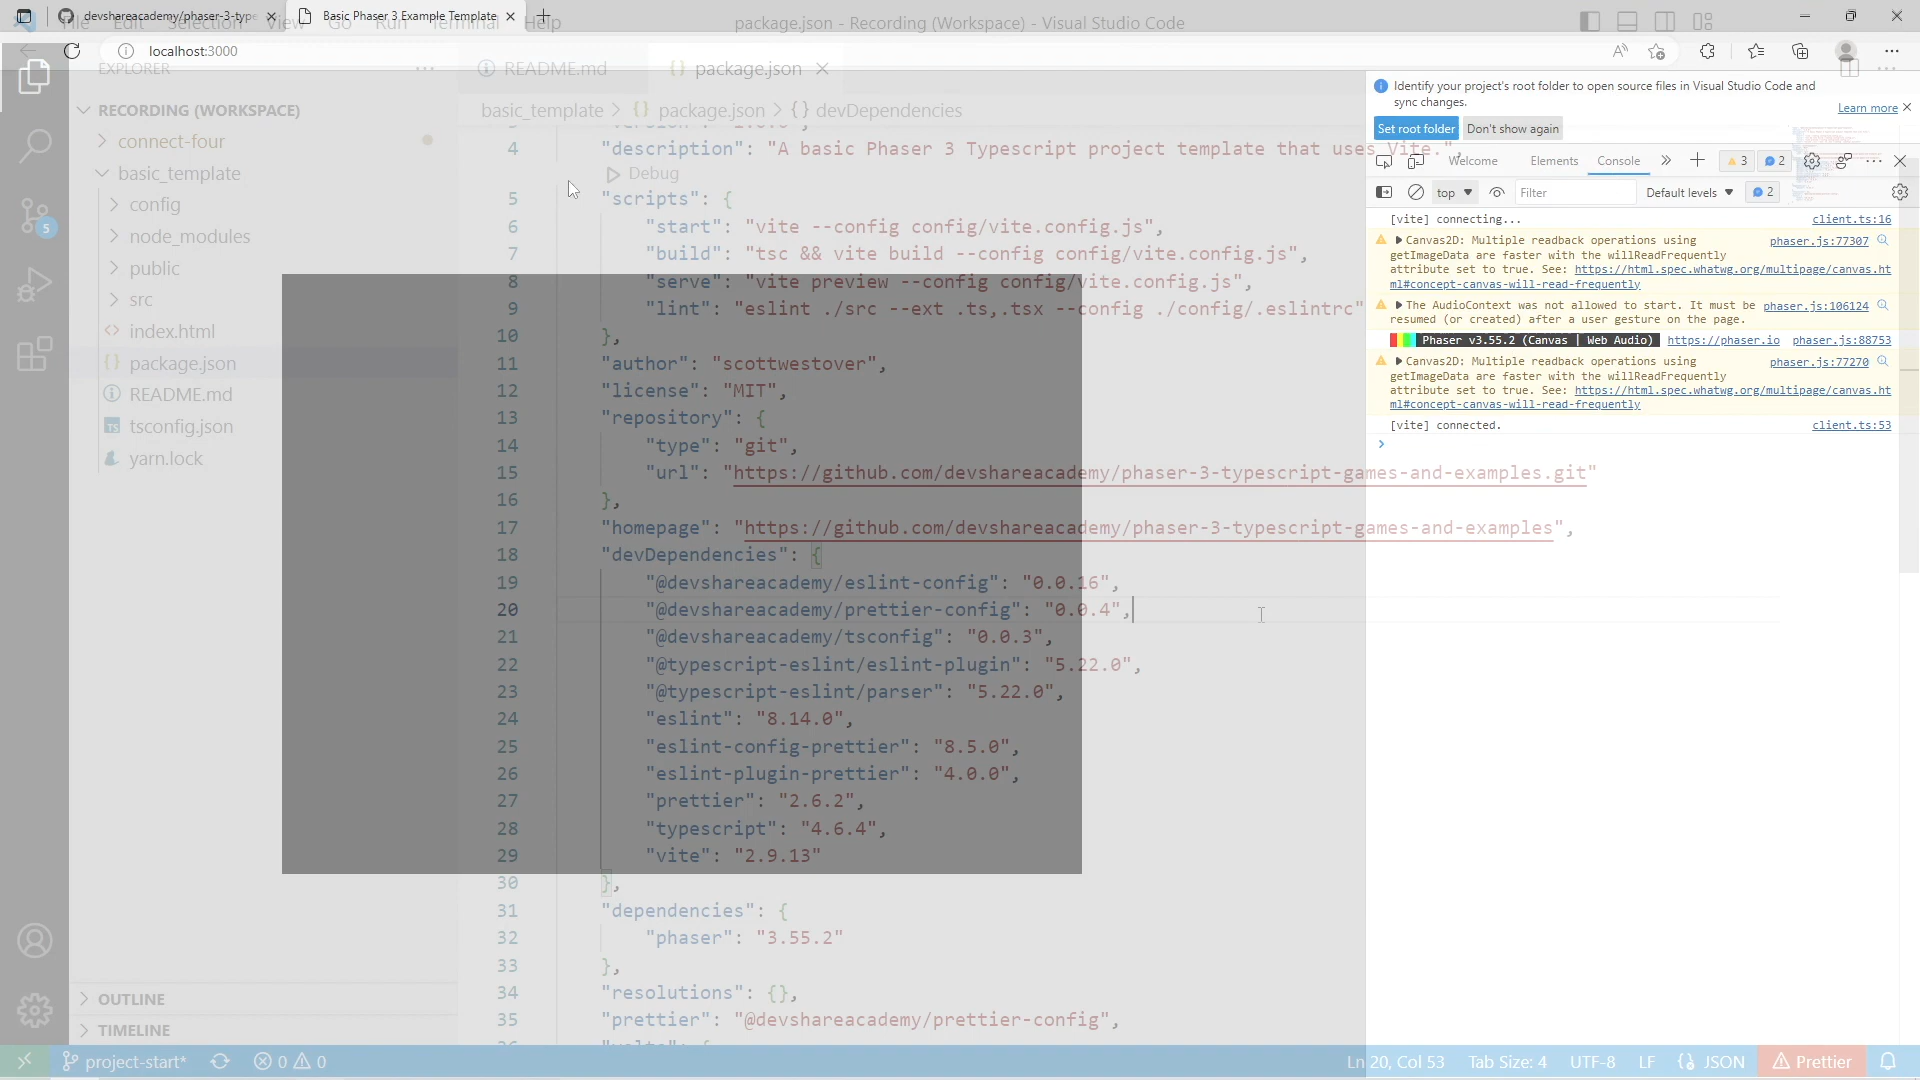 devshareacademy/phaser-3-type
Basic Phaser 3 Example Template
File Edit Selection View Go Run Terminal Help
package.json - Recording (Workspace) - Visual Studio Code
localhost:3000
EXPLORER
README.md
package.json
RECORDING (WORKSPACE)
connect-four
basic_template
config
node_modules
public
src
index.html
package.json
README.md
tsconfig.json
yarn.lock
OUTLINE
TIMELINE
5
basic_template > {} package.json > {} devDependencies
4 "description": "A basic Phaser 3 Typescript project template that uses Vite.",
Debug
5 "scripts": {
6 "start": "vite --config config/vite.config.js",
7 "build": "tsc && vite build --config config/vite.config.js",
8 "serve": "vite preview --config config/vite.config.js",
9 "lint": "eslint ./src --ext .ts,.tsx --config ./config/.eslintrc"
10 },
11 "author": "scottwestover",
12 "license": "MIT",
13 "repository": {
14 "type": "git",
15 "url": "https://github.com/devshareacademy/phaser-3-typescript-games-and-examples.git"
16 },
17 "homepage": "https://github.com/devshareacademy/phaser-3-typescript-games-and-examples",
18 "devDependencies": {
19 "@devshareacademy/eslint-config": "0.0.16",
20 "@devshareacademy/prettier-config": "0.0.4",
21 "@devshareacademy/tsconfig": "0.0.3",
22 "@typescript-eslint/eslint-plugin": "5.22.0",
23 "@typescript-eslint/parser": "5.22.0",
24 "eslint": "8.14.0",
25 "eslint-config-prettier": "8.5.0",
26 "eslint-plugin-prettier": "4.0.0",
27 "prettier": "2.6.2",
28 "typescript": "4.6.4",
29 "vite": "2.9.13"
30 },
31 "dependencies": {
32 "phaser": "3.55.2"
33 },
34 "resolutions": {},
35 "prettier": "@devshareacademy/prettier-config",
Identify your project's root folder to open source files in Visual Studio Code and
sync changes.
Learn more
Set root folder Don't show again
Welcome Elements Console 3 2
top Filter Default levels 2
[vite] connecting... client.ts:16
Canvas2D: Multiple readback operations using phaser.js:77307
getImageData are faster with the willReadFrequently
attribute set to true. See: https://html.spec.whatwg.org/multipage/canvas.ht
ml#concept-canvas-will-read-frequently
The AudioContext was not allowed to start. It must be phaser.js:106124
resumed (or created) after a user gesture on the page.
Phaser v3.55.2 (Canvas | Web Audio) https://phaser.io phaser.js:88753
Canvas2D: Multiple readback operations using phaser.js:77270
getImageData are faster with the willReadFrequently
attribute set to true. See: https://html.spec.whatwg.org/multipage/canvas.ht
ml#concept-canvas-will-read-frequently
[vite] connected. client.ts:53
project-start* 0 0
Ln 20, Col 53 Tab Size: 4 UTF-8 LF {} JSON Prettier